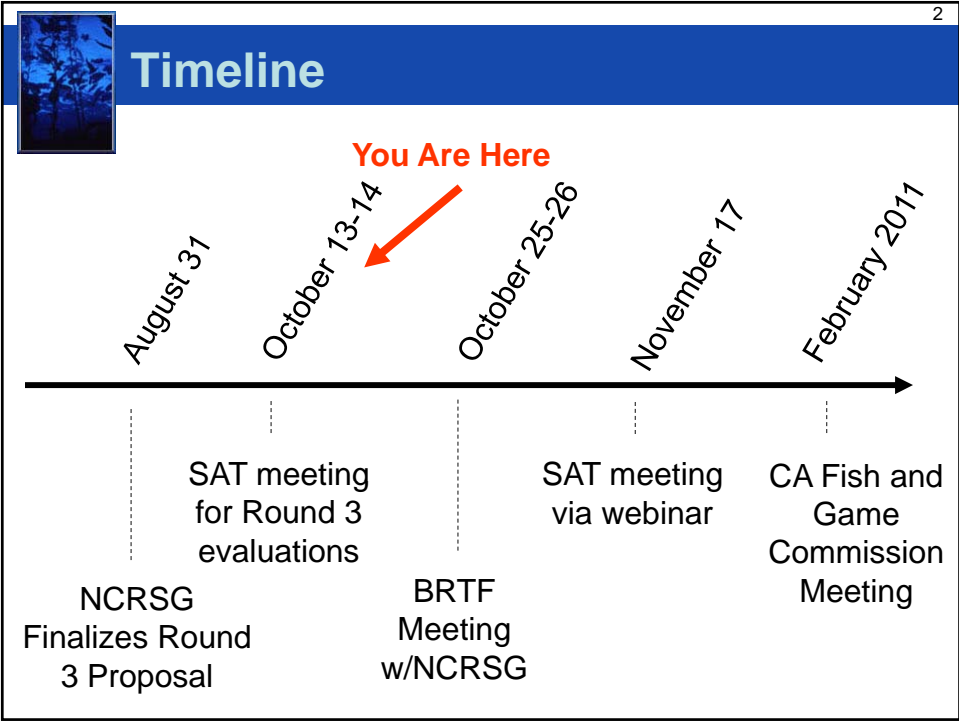 2
Timeline
You Are Here
August 31
October 13-14
October 25-26
November 17
February 2011
SAT meeting
for Round 3
evaluations
SAT meeting
via webinar
CA Fish and
Game
Commission
Meeting
NCRSG
Finalizes Round
3 Proposal
BRTF
Meeting
w/NCRSG